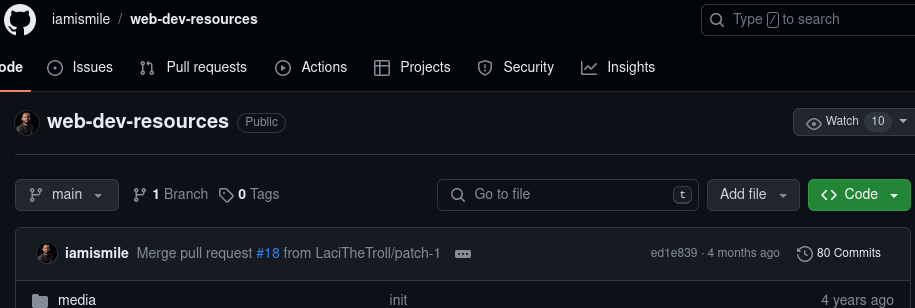 iamismile / web-dev-resources Type / to search
ode Issues Pull requests Actions Projects Security Insights
web-dev-resources Public Watch 10
main 1 Branch 0 Tags Go to file t Add file Code
iamismile Merge pull request #18 from LaciTheTroll/patch-1 ed1e839 · 4 months ago 80 Commits
media init 4 years ago